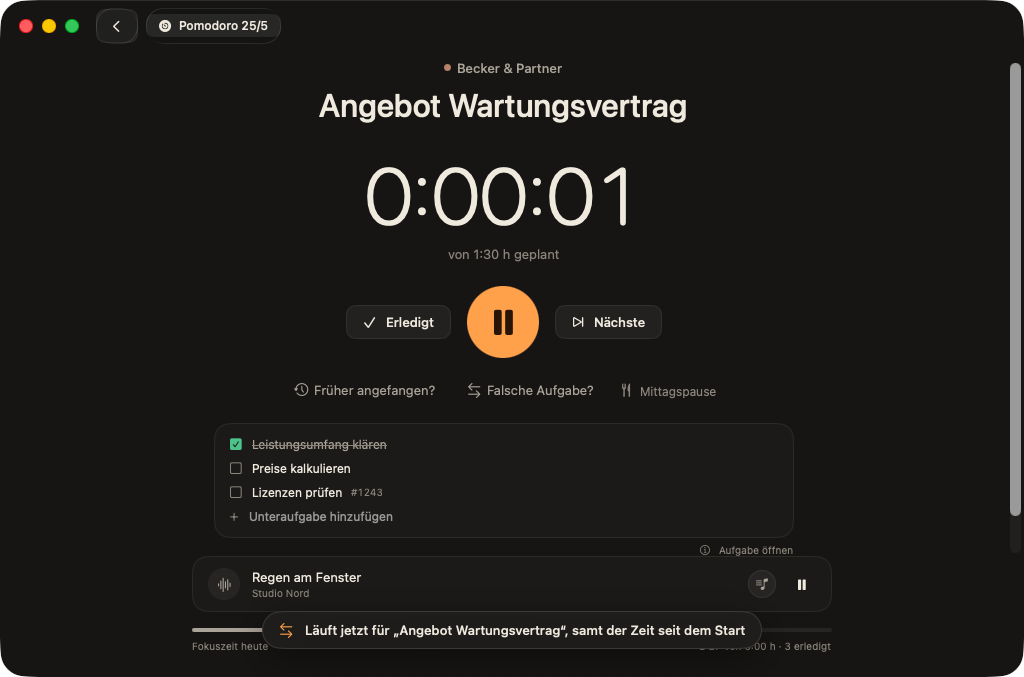 Pomodoro 25/5
Becker & Partner
Angebot Wartungsvertrag
0:00:01
von 1:30 h geplant
Erledigt
Nächste
Früher angefangen?
Falsche Aufgabe?
Mittagspause
Leistungsumfang klären
Preise kalkulieren
Lizenzen prüfen #1243
+ Unteraufgabe hinzufügen
Aufgabe öffnen
Regen am Fenster
Studio Nord
Läuft jetzt für „Angebot Wartungsvertrag“, samt der Zeit seit dem Start
Fokuszeit heute
h · 3 erledigt